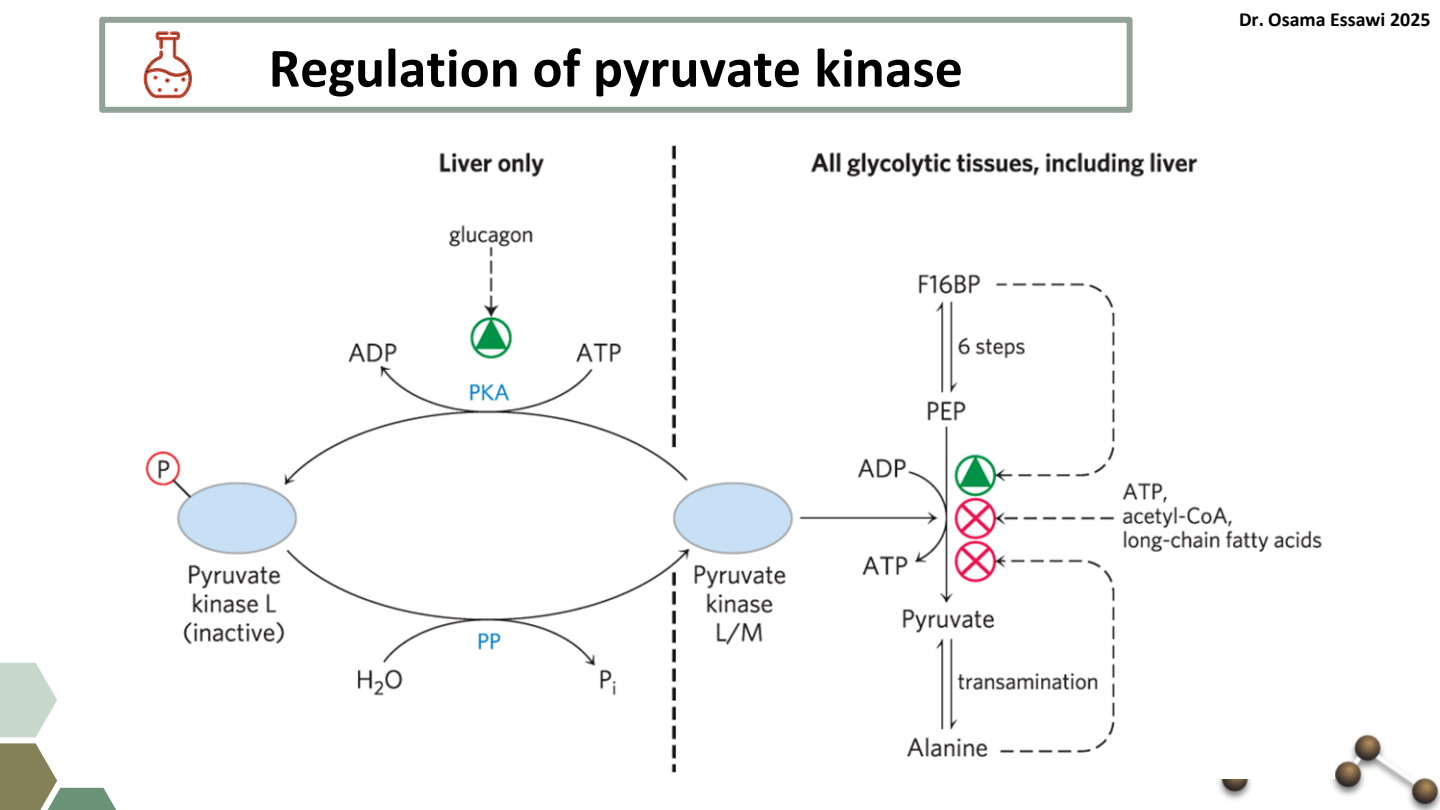 Dr. Osama Essawi 2025
Regulation of pyruvate kinase
Liver only
glucagon
ADP
ATP
PKA
P
Pyruvate
kinase L
(inactive)
PP
H₂O
Pᵢ
Pyruvate
kinase
L/M
All glycolytic tissues, including liver
F16BP
6 steps
PEP
ADP
ATP
ATP,
acetyl-CoA,
long-chain fatty acids
Pyruvate
transamination
Alanine